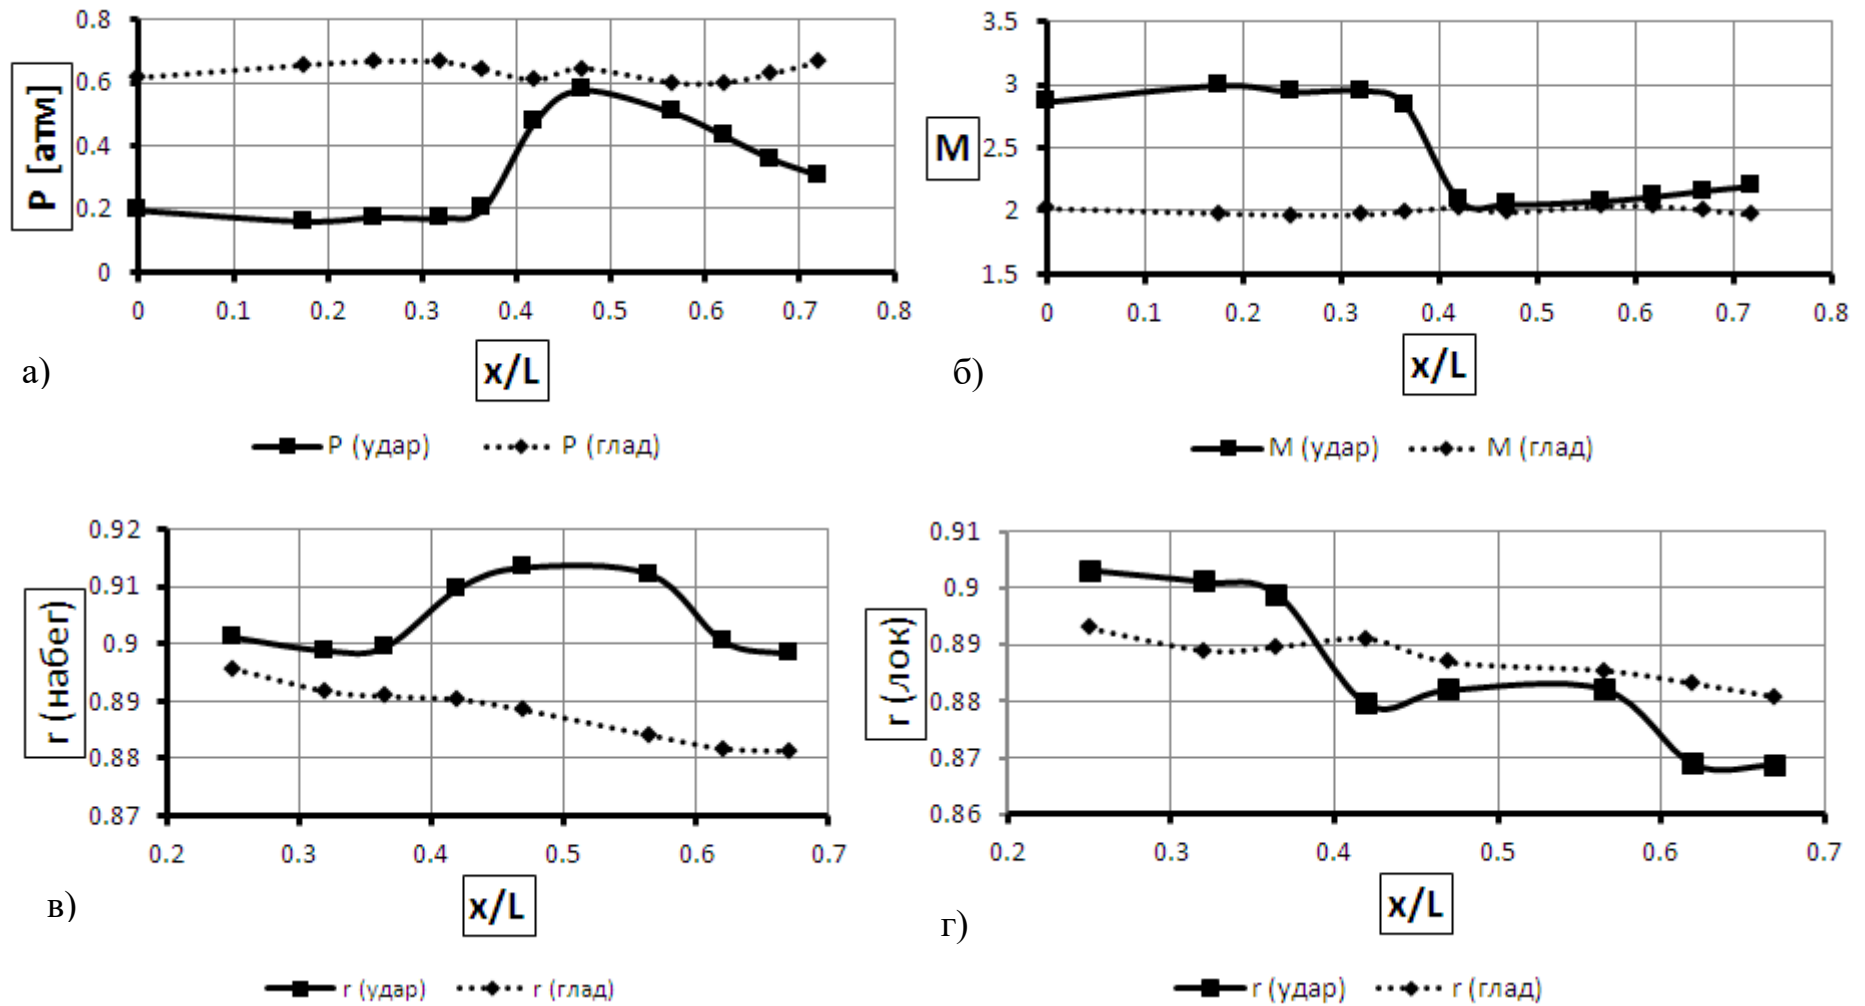 P [атм]
0.8
0.6
0.4
0.2
0
0 0.1 0.2 0.3 0.4 0.5 0.6 0.7 0.8
x/L
а)
P (удар) P (глад)
M
3.5
3
2.5
2
1.5
0 0.1 0.2 0.3 0.4 0.5 0.6 0.7 0.8
x/L
б)
M (удар) M (глад)
r (набег)
0.92
0.91
0.9
0.89
0.88
0.87
0.2 0.3 0.4 0.5 0.6 0.7
x/L
в)
r (удар) r (глад)
r (лок)
0.91
0.9
0.89
0.88
0.87
0.86
0.2 0.3 0.4 0.5 0.6 0.7
x/L
г)
r (удар) r (глад)